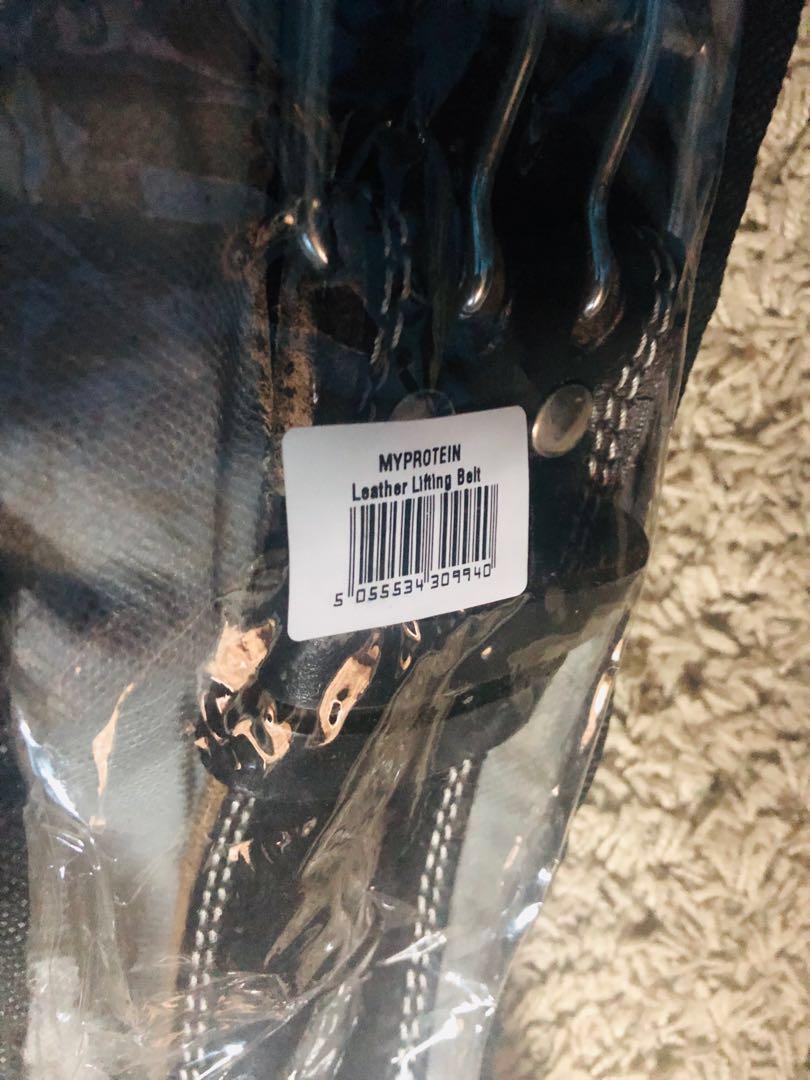 MYPROTEIN
Leather Lifting Belt
5 055534 309940